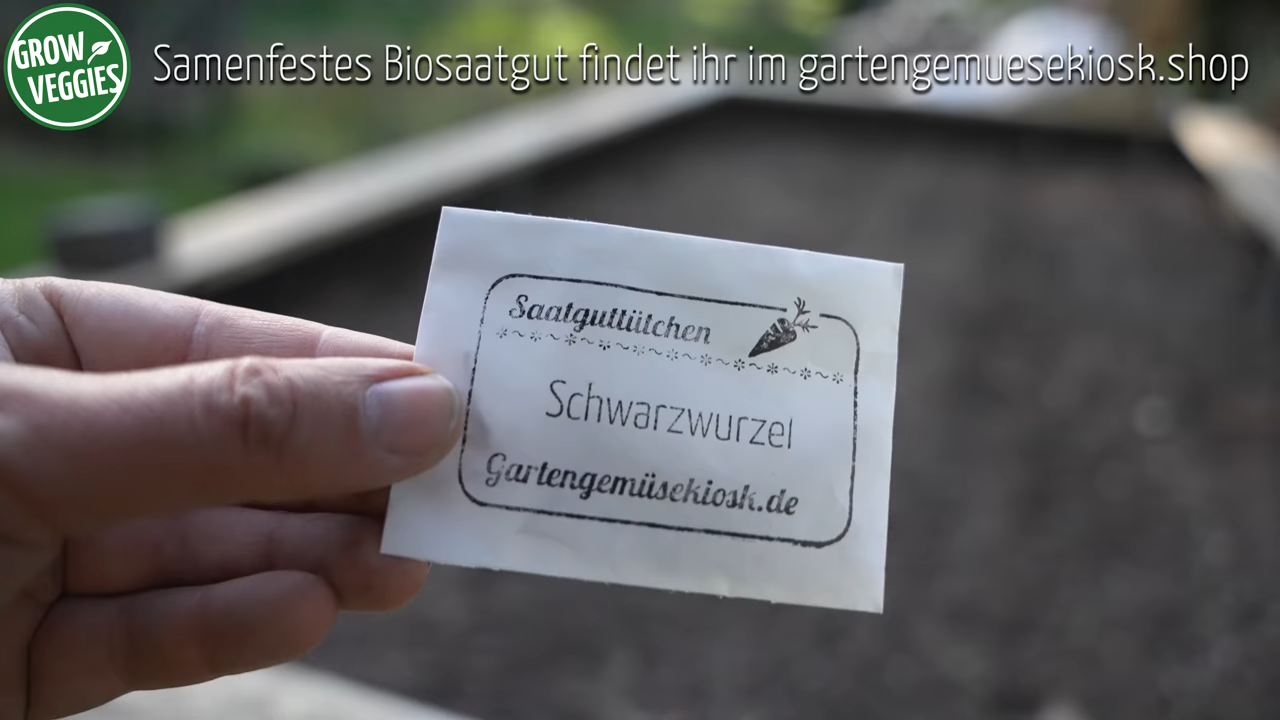 GROW
VEGGIES
Samenfestes Biosaatgut findet ihr im gartengemuesekiosk.shop
Saatguttütchen
Schwarzwurzel
Gartengemüsekiosk.de